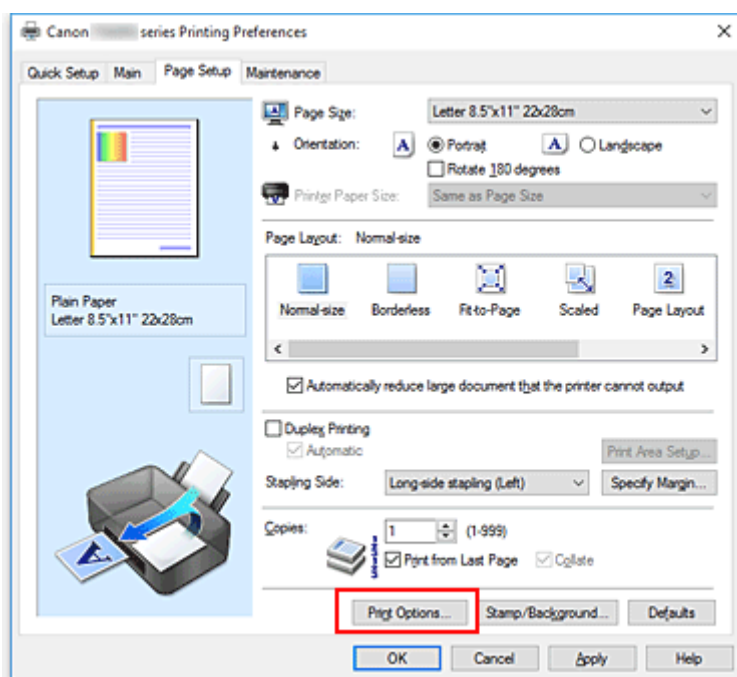 Canon series Printing Preferences
Quick Setup Main Page Setup Maintenance
Page Size: Letter 8.5"x11" 22x28cm
Orientation: A Portrait A Landscape
Rotate 180 degrees
Printer Paper Size: Same as Page Size
Page Layout: Normal-size
2
Normal-size Borderless Fit-to-Page Scaled Page Layout
Plain Paper
Letter 8.5"x11" 22x28cm
Automatically reduce large document that the printer cannot output
Duplex Printing
Automatic
Print Area Setup...
Stapling Side: Long-side stapling (Left) Specify Margin...
Copies: 1 (1-999)
Print from Last Page Collate
A
Print Options... Stamp/Background... Defaults
OK Cancel Apply Help